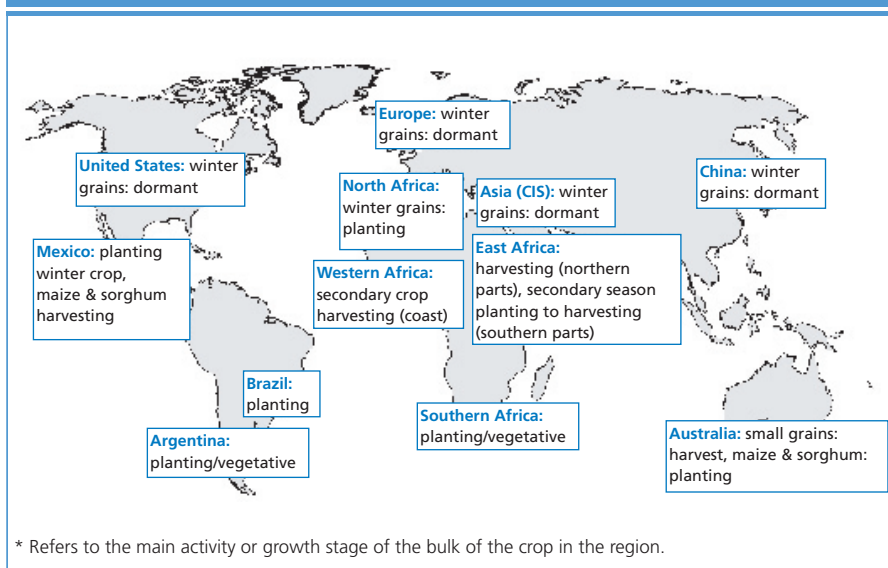 Europe: winter
grains: dormant
United States: winter
grains: dormant
North Africa:
winter grains:
planting
Asia (CIS): winter
grains: dormant
China: winter
grains: dormant
Mexico: planting
winter crop,
maize & sorghum
harvesting
Western Africa:
secondary crop
harvesting (coast)
East Africa:
harvesting (northern
parts), secondary season
planting to harvesting
(southern parts)
Brazil:
planting
Argentina:
planting/vegetative
Southern Africa:
planting/vegetative
Australia: small grains:
harvest, maize & sorghum:
planting
* Refers to the main activity or growth stage of the bulk of the crop in the region.